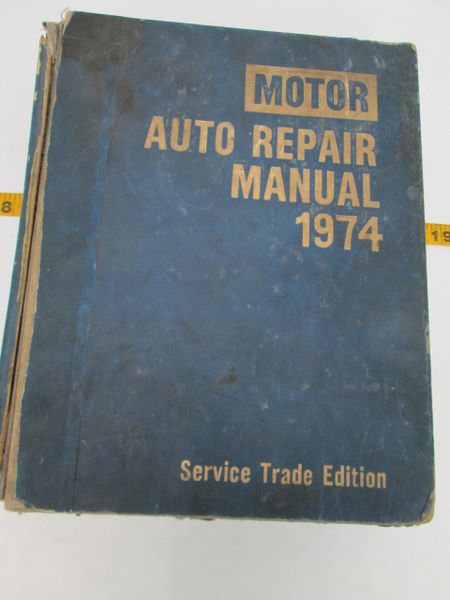 MOTOR
AUTO REPAIR
MANUAL
1974
8
19
Service Trade Edition